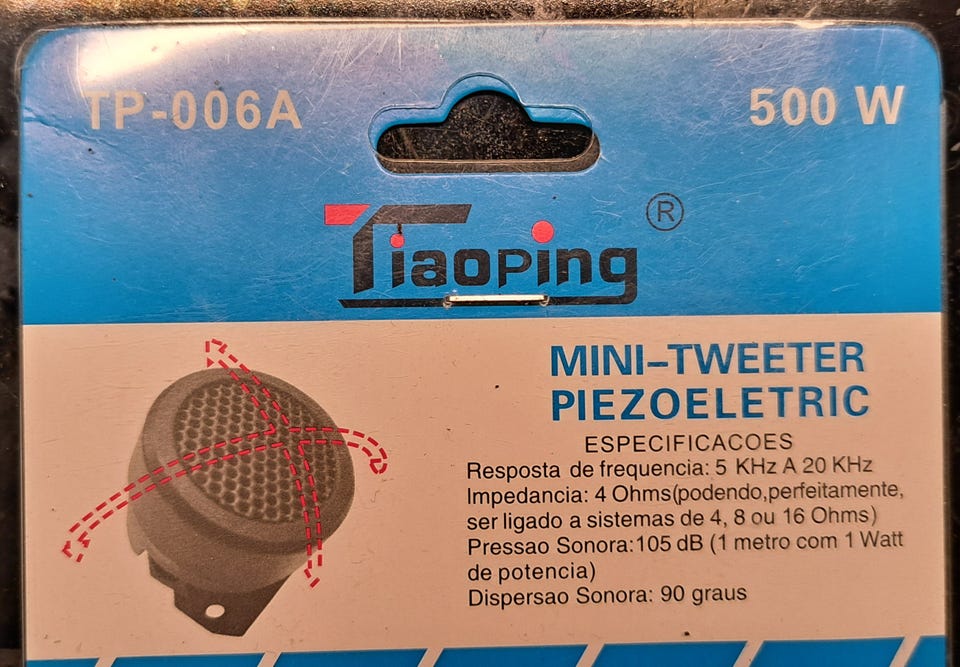 TP-006A
500 W
Tiaoping ®
MINI-TWEETER
PIEZOELETRIC
ESPECIFICACOES
Resposta de frequencia: 5 KHz A 20 KHz
Impedancia: 4 Ohms(podendo,perfeitamente,
ser ligado a sistemas de 4, 8 ou 16 Ohms)
Pressao Sonora:105 dB (1 metro com 1 Watt
de potencia)
Dispersao Sonora: 90 graus